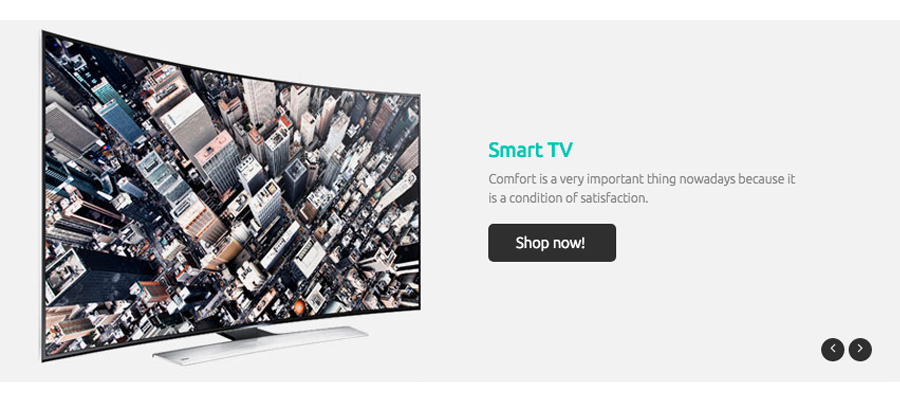 Smart TV
Comfort is a very important thing nowadays because it
is a condition of satisfaction.
Shop now!